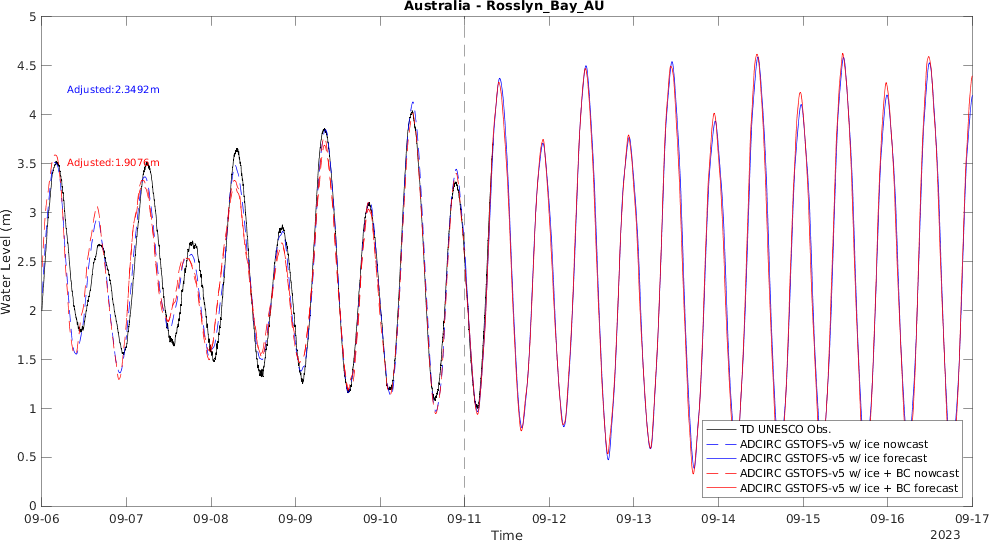 Australia - Rosslyn_Bay_AU
5
4.5
4
3.5
3
2.5
2
1.5
1
0.5
0
Water Level (m)
Adjusted:2.3492m
Adjusted:1.9076m
TD UNESCO Obs.
ADCIRC GSTOFS-v5 w/ ice nowcast
ADCIRC GSTOFS-v5 w/ ice forecast
ADCIRC GSTOFS-v5 w/ ice + BC nowcast
ADCIRC GSTOFS-v5 w/ ice + BC forecast
09-06 09-07 09-08 09-09 09-10 09-11 09-12 09-13 09-14 09-15 09-16 09-17
Time
2023